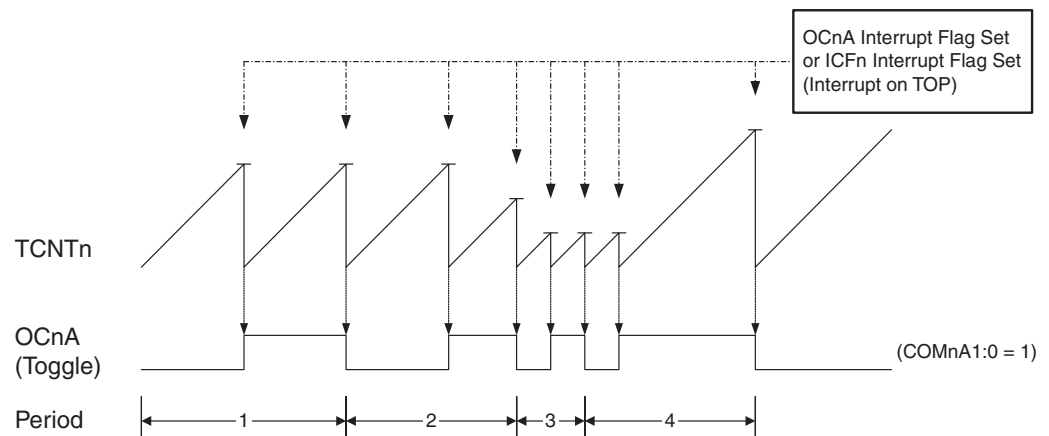 OCnA Interrupt Flag Set
or ICFn Interrupt Flag Set
(Interrupt on TOP)
TCNTn
OCnA
(Toggle)
(COMnA1:0 = 1)
Period
1
2
3
4